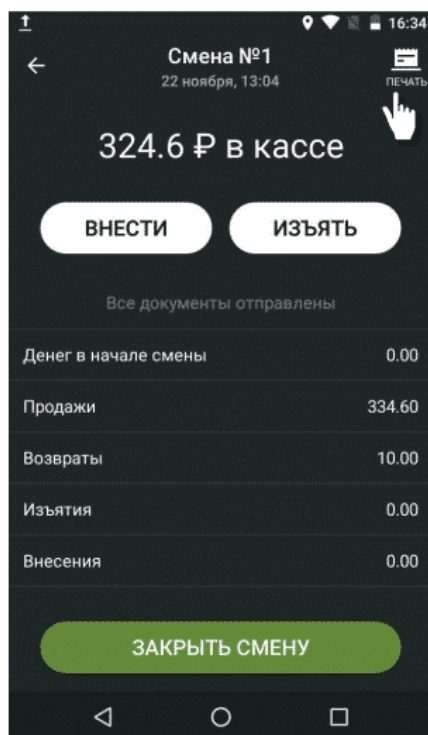 16:34
Смена №1
22 ноября, 13:04
ПЕЧАТЬ
324.6 ₽ в кассе
ВНЕСТИ ИЗЪЯТЬ
Все документы отправлены
Денег в начале смены 0.00
Продажи 334.60
Возвраты 10.00
Изъятия 0.00
Внесения 0.00
ЗАКРЫТЬ СМЕНУ